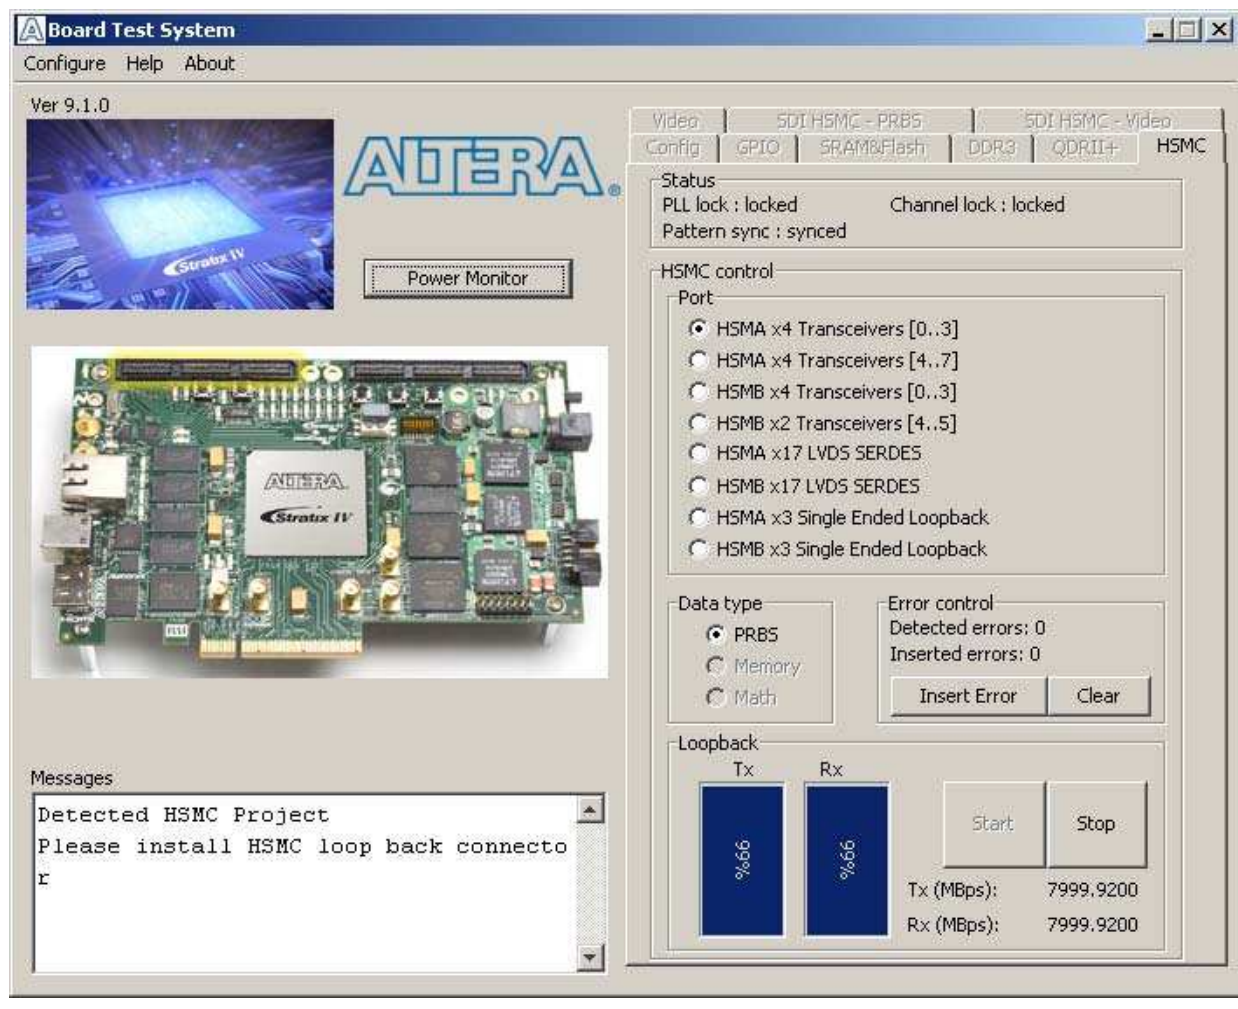 Board Test System
Configure Help About
Ver 9.1.0
Stratix IV
ALTERA®
Power Monitor
ALTERA
Stratix IV
Messages
Detected HSMC Project
Please install HSMC loop back connecto
r
Video SDI HSMC - PRBS SDI HSMC - Video
Config GPIO SRAM&Flash DDR3 QDRII+ HSMC
Status
PLL lock : locked Channel lock : locked
Pattern sync : synced
HSMC control
Port
HSMA x4 Transceivers [0..3]
HSMA x4 Transceivers [4..7]
HSMB x4 Transceivers [0..3]
HSMB x2 Transceivers [4..5]
HSMA x17 LVDS SERDES
HSMB x17 LVDS SERDES
HSMA x3 Single Ended Loopback
HSMB x3 Single Ended Loopback
Data type
PRBS
Memory
Math
Error control
Detected errors: 0
Inserted errors: 0
Insert Error Clear
Loopback
Tx Rx
99% 99%
Start Stop
Tx (MBps): 7999.9200
Rx (MBps): 7999.9200